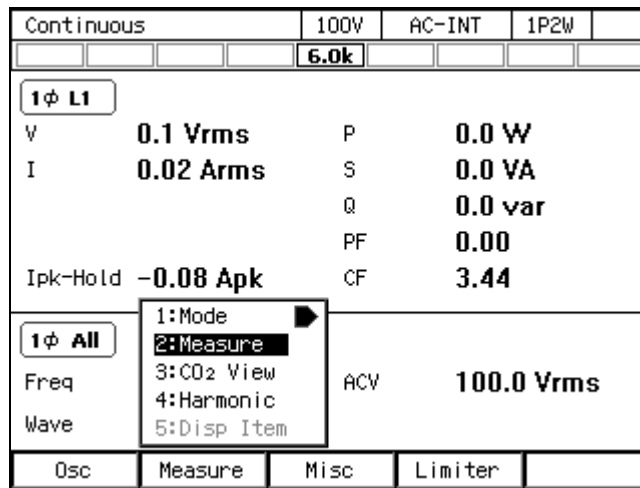 Continuous 100V AC-INT 1P2W
6.0k
1Φ L1
V 0.1 Vrms P 0.0 W
I 0.02 Arms S 0.0 VA
Q 0.0 var
PF 0.00
Ipk-Hold -0.08 Apk CF 3.44
1:Mode
1Φ All 2:Measure
3:CO2 View
Freq ACV 100.0 Vrms
4:Harmonic
Wave 5:Disp Item
Osc Measure Misc Limiter